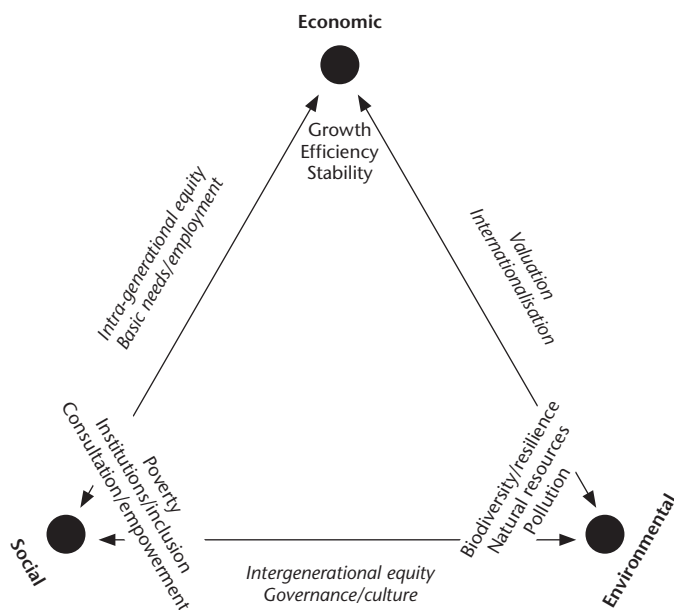 Economic
Growth
Efficiency
Stability
Intra-generational equity
Basic needs/employment
Valuation
Internationalisation
Poverty
Institutions/inclusion
Consultation/empowerment
Social
Biodiversity/resilience
Natural resources
Pollution
Environmental
Intergenerational equity
Governance/culture